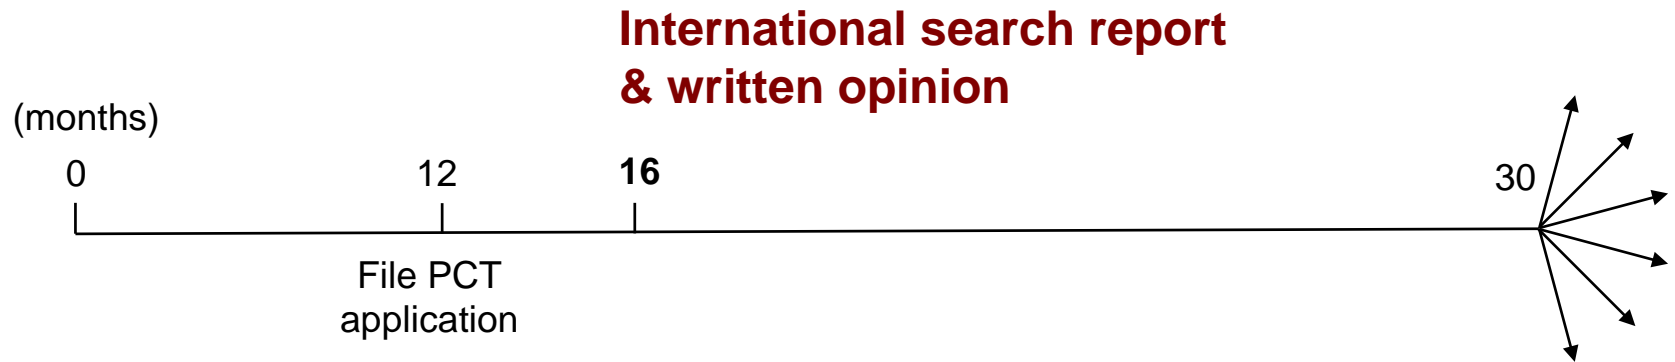 International search report
& written opinion
(months)
0
12
16
30
File PCT
application